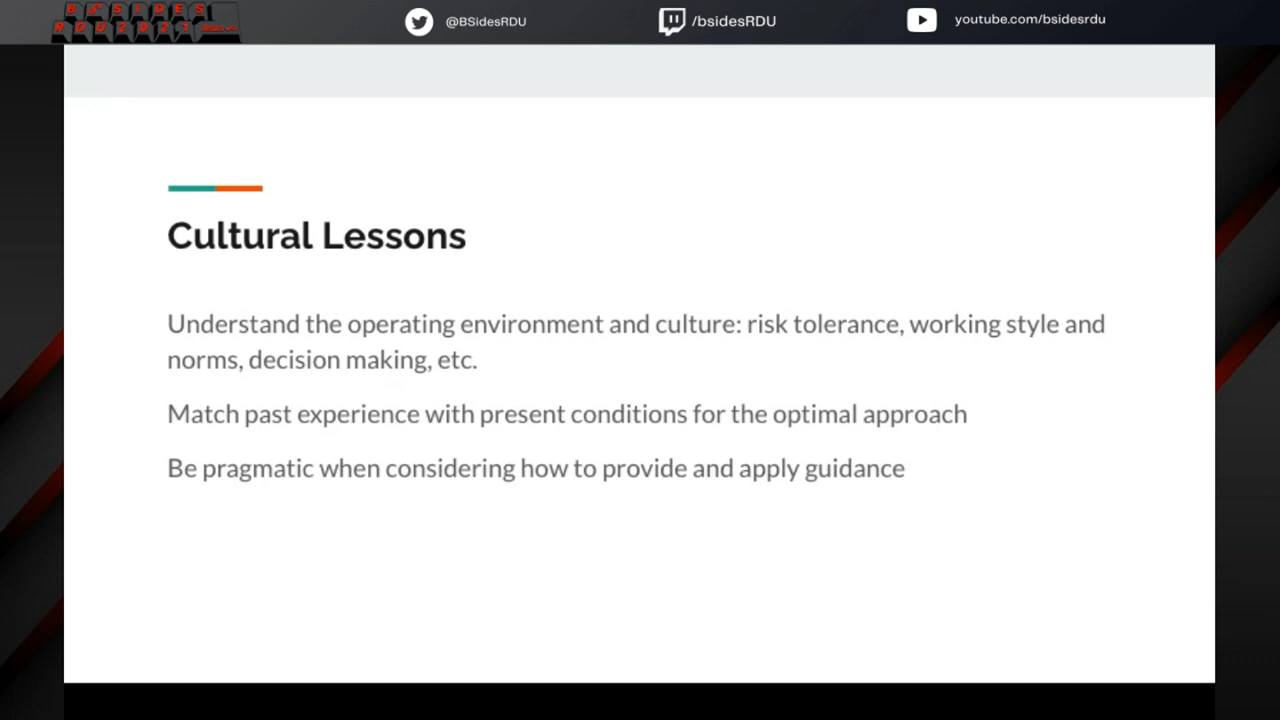 BSIDES
RDU2021
@BSidesRDU
/bsidesRDU
youtube.com/bsidesrdu
Cultural Lessons
Understand the operating environment and culture: risk tolerance, working style and
norms, decision making, etc.
Match past experience with present conditions for the optimal approach
Be pragmatic when considering how to provide and apply guidance